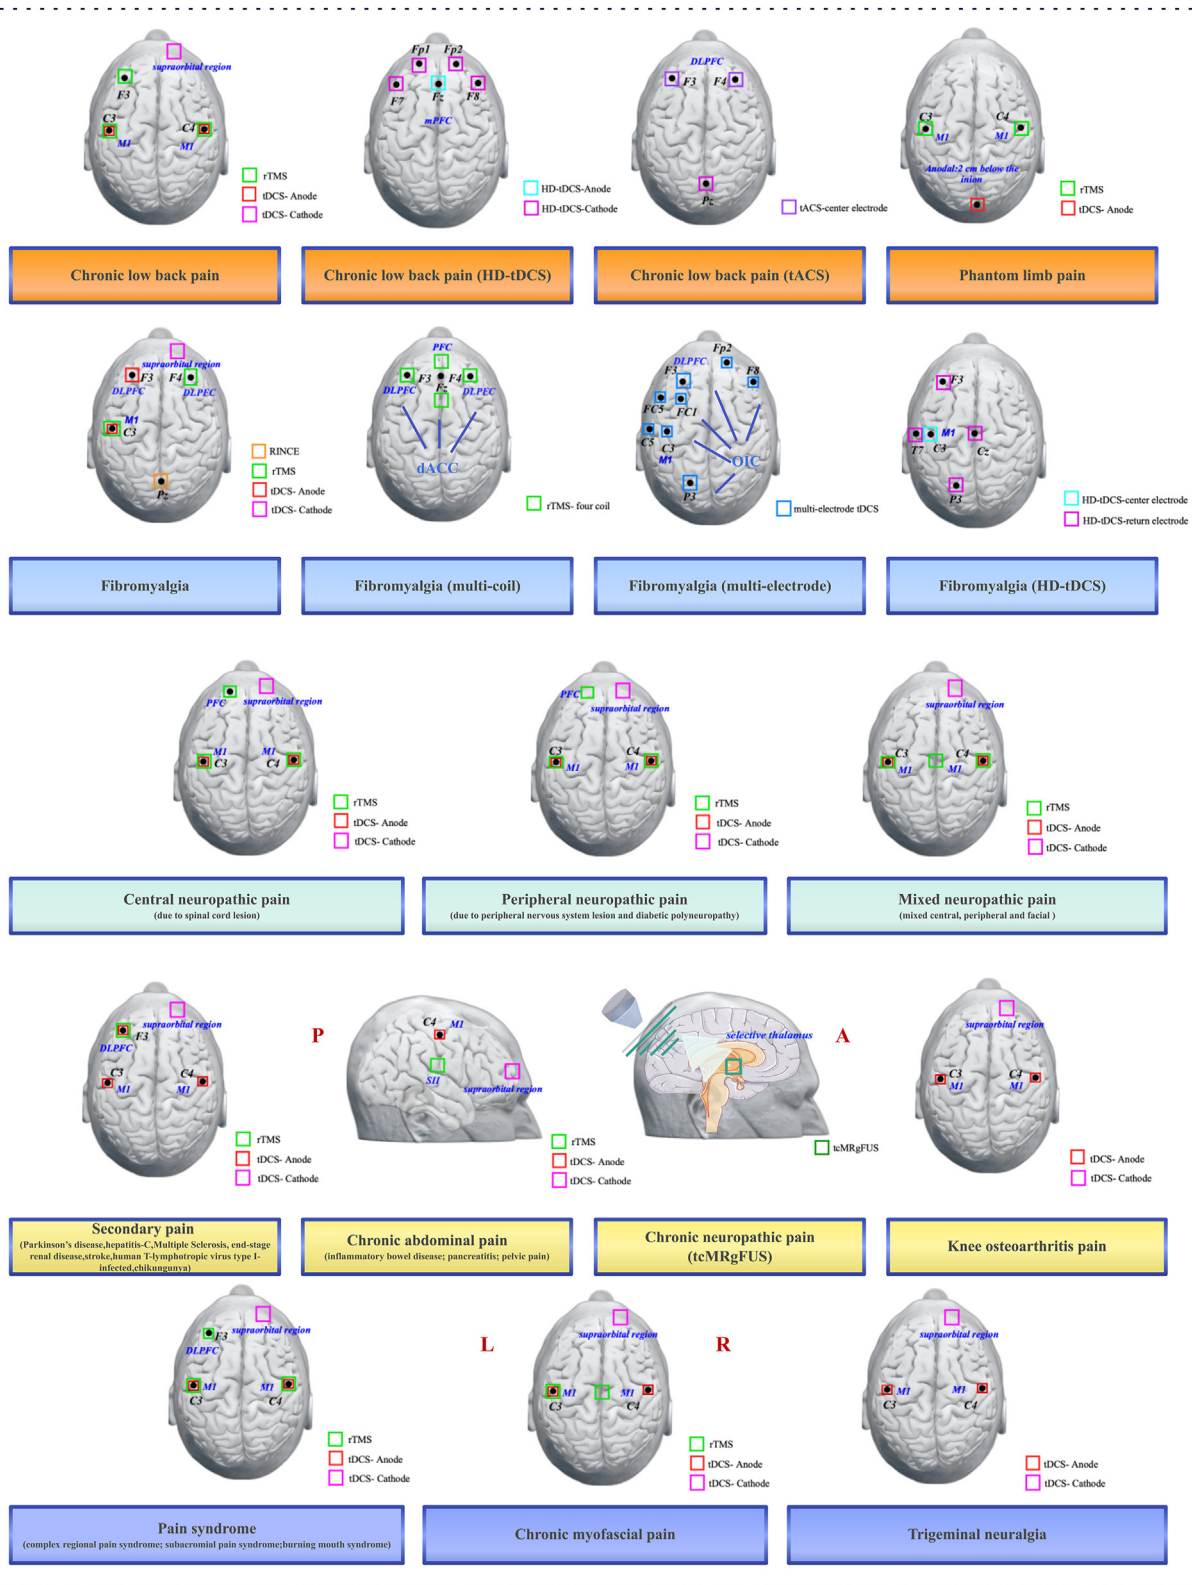 supraorbital region
F3
C3
M1
C4
M1
rTMS
tDCS- Anode
tDCS- Cathode
Chronic low back pain
Fp1
Fp2
F7
Fz
F8
mPFC
HD-tDCS-Anode
HD-tDCS-Cathode
Chronic low back pain (HD-tDCS)
DLPFC
F3
F4
Pz
tACS-center electrode
Chronic low back pain (tACS)
C3
M1
C4
M1
Anodal:2 cm below the
inion
rTMS
tDCS- Anode
Phantom limb pain
supraorbital region
F3
F4
DLPFC
DLPEC
M1
C3
Pz
RINCE
rTMS
tDCS- Anode
tDCS- Cathode
Fibromyalgia
PFC
F3
F4
Fz
DLPFC
DLPEC
dACC
rTMS- four coil
Fibromyalgia (multi-coil)
Fp2
DLPFC
F3
F8
FC5
FC1
C5
C3
M1
OIC
P3
multi-electrode tDCS
Fibromyalgia (multi-electrode)
F3
T7
C3
M1
Cz
P3
HD-tDCS-center electrode
HD-tDCS-return electrode
Fibromyalgia (HD-tDCS)
PFC
supraorbital region
M1
C3
M1
C4
rTMS
tDCS- Anode
tDCS- Cathode
Central neuropathic pain
(due to spinal cord lesion)
PFC
supraorbital region
C3
M1
C4
M1
rTMS
tDCS- Anode
tDCS- Cathode
Peripheral neuropathic pain
(due to peripheral nervous system lesion and diabetic polyneuropathy)
supraorbital region
C3
M1
C4
M1
rTMS
tDCS- Anode
tDCS- Cathode
Mixed neuropathic pain
(mixed central, peripheral and facial )
supraorbital region
F3
DLPFC
C3
M1
C4
M1
rTMS
tDCS- Anode
tDCS- Cathode
Secondary pain
(Parkinson's disease,hepatitis-C,Multiple Sclerosis, end-stage
renal disease,stroke,human T-lymphotropic virus type I-
infected,chikungunya)
P
C4
M1
SII
supraorbital region
rTMS
tDCS- Anode
tDCS- Cathode
Chronic abdominal pain
(inflammatory bowel disease; pancreatitis; pelvic pain)
selective thalamus
A
tcMRgFUS
Chronic neuropathic pain
(tcMRgFUS)
supraorbital region
C3
M1
C4
M1
tDCS- Anode
tDCS- Cathode
Knee osteoarthritis pain
supraorbital region
F3
DLPFC
M1
C3
M1
C4
rTMS
tDCS- Anode
tDCS- Cathode
Pain syndrome
(complex regional pain syndrome; subacromial pain syndrome;burning mouth syndrome)
L
supraorbital region
R
M1
C3
M1
C4
rTMS
tDCS- Anode
tDCS- Cathode
Chronic myofascial pain
supraorbital region
M1
C3
M1
C4
tDCS- Anode
tDCS- Cathode
Trigeminal neuralgia